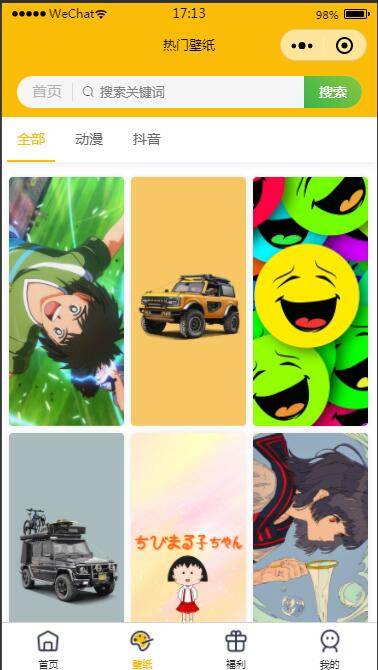 WeChat 17:13 98%
热门壁纸
首页 搜索关键词 搜索
全部 动漫 抖音
ちびまる子ちゃん
首页 壁纸 福利 我的